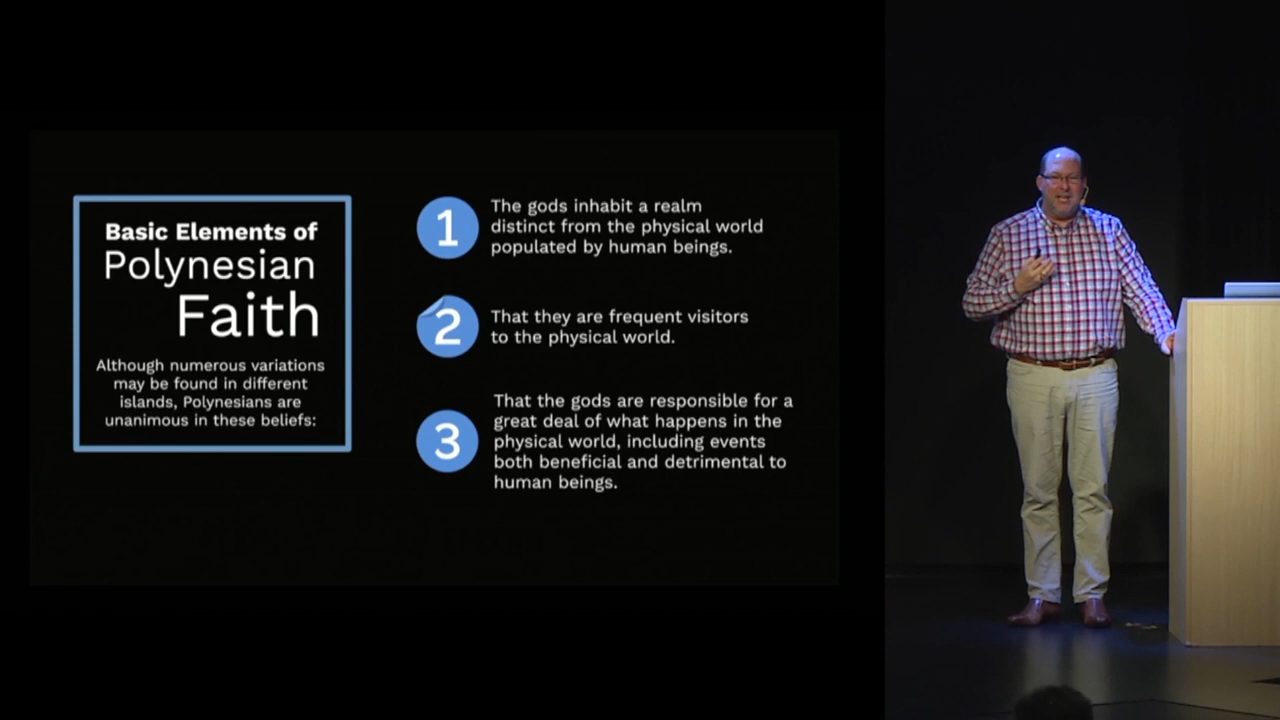 Basic Elements of
Polynesian
Faith
Although numerous variations
may be found in different
islands, Polynesians are
unanimous in these beliefs:
1
The gods inhabit a realm
distinct from the physical world
populated by human beings.
2
That they are frequent visitors
to the physical world.
3
That the gods are responsible for a
great deal of what happens in the
physical world, including events
both beneficial and detrimental to
human beings.